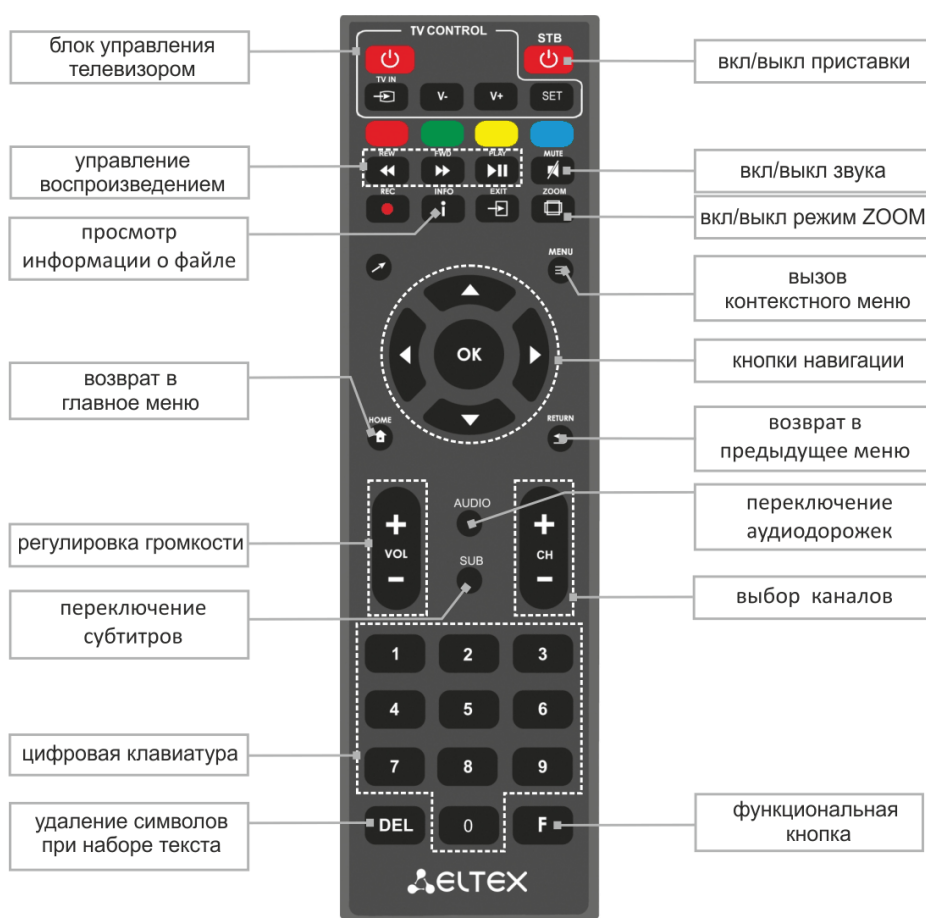 TV CONTROL
STB
блок управления
телевизором
вкл/выкл приставки
TV IN
V-
V+
SET
REW
FWD
PLAY
MUTE
управление
воспроизведением
вкл/выкл звука
REC
INFO
EXIT
ZOOM
вкл/выкл режим ZOOM
просмотр
информации о файле
MENU
вызов
контекстного меню
OK
кнопки навигации
возврат в
главное меню
HOME
RETURN
возврат в
предыдущее меню
AUDIO
переключение
аудиодорожек
+
VOL
−
+
CH
−
регулировка громкости
SUB
выбор каналов
переключение
субтитров
1
2
3
4
5
6
цифровая клавиатура
7
8
9
удаление символов
при наборе текста
DEL
0
F
функциональная
кнопка
ELTEX